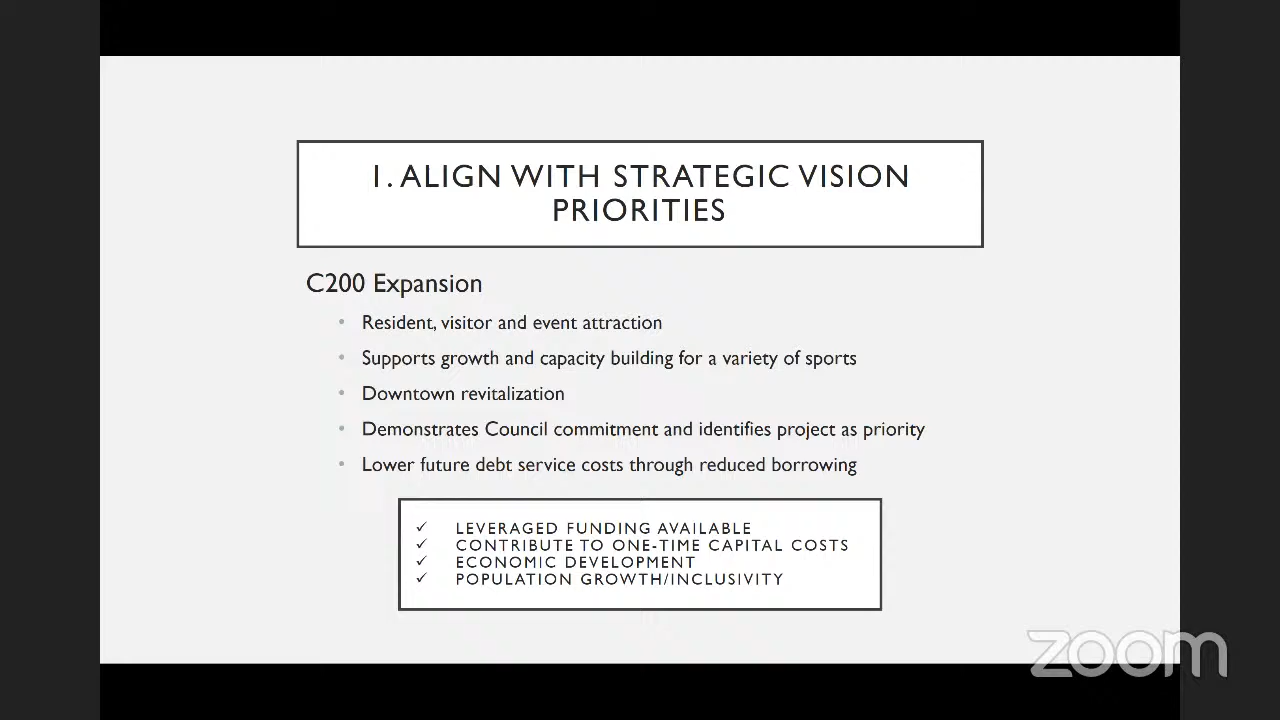 1. ALIGN WITH STRATEGIC VISION
PRIORITIES
C200 Expansion
• Resident, visitor and event attraction
• Supports growth and capacity building for a variety of sports
• Downtown revitalization
• Demonstrates Council commitment and identifies project as priority
• Lower future debt service costs through reduced borrowing
✓ LEVERAGED FUNDING AVAILABLE
✓ CONTRIBUTE TO ONE-TIME CAPITAL COSTS
✓ ECONOMIC DEVELOPMENT
✓ POPULATION GROWTH/INCLUSIVITY
zoom